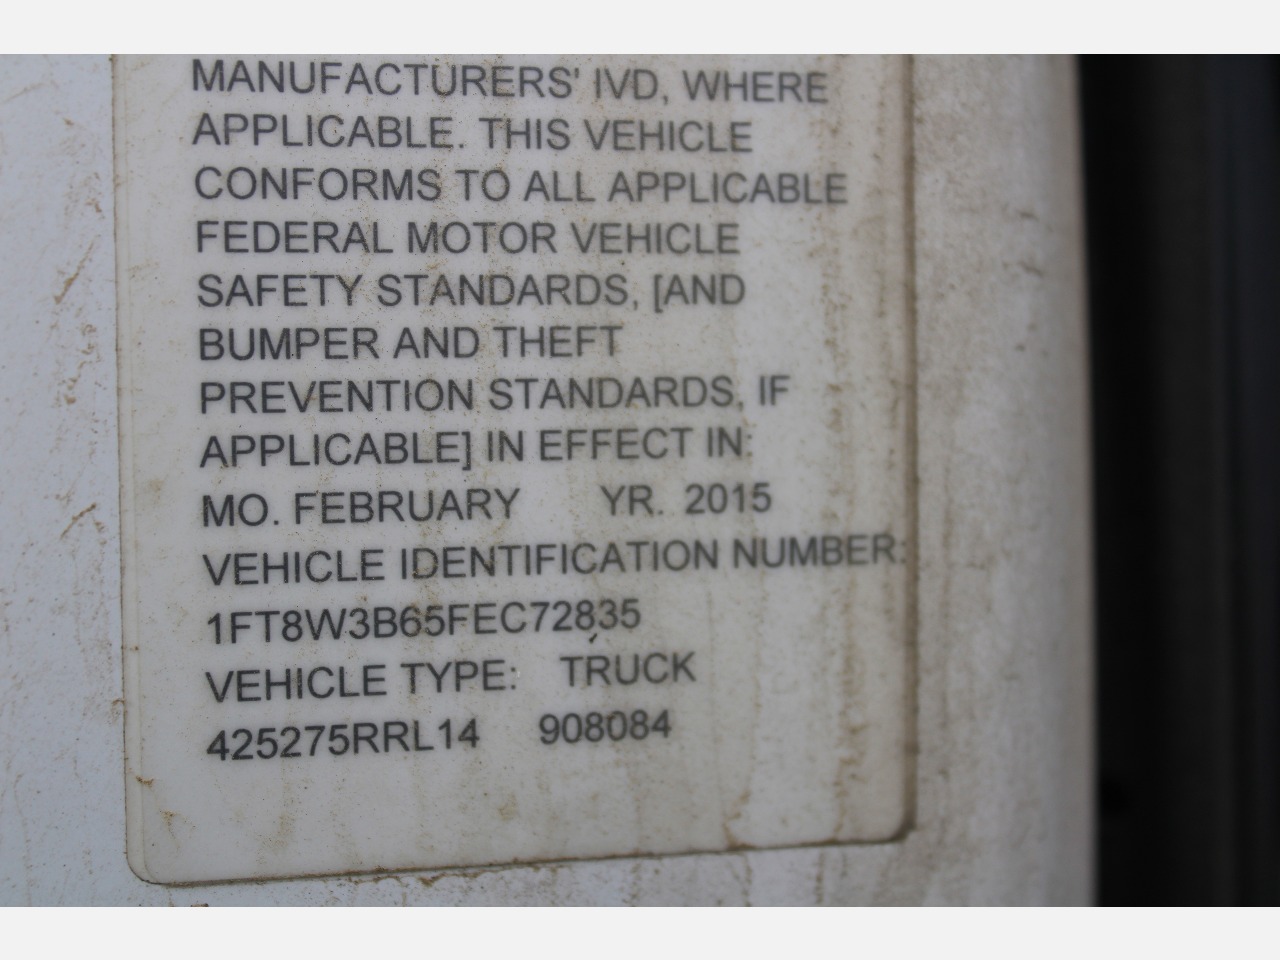 MANUFACTURERS' IVD, WHERE
APPLICABLE. THIS VEHICLE
CONFORMS TO ALL APPLICABLE
FEDERAL MOTOR VEHICLE
SAFETY STANDARDS, [AND
BUMPER AND THEFT
PREVENTION STANDARDS, IF
APPLICABLE] IN EFFECT IN:
MO. FEBRUARY YR. 2015
VEHICLE IDENTIFICATION NUMBER:
1FT8W3B65FEC72835
VEHICLE TYPE: TRUCK
425275RRL14 908084